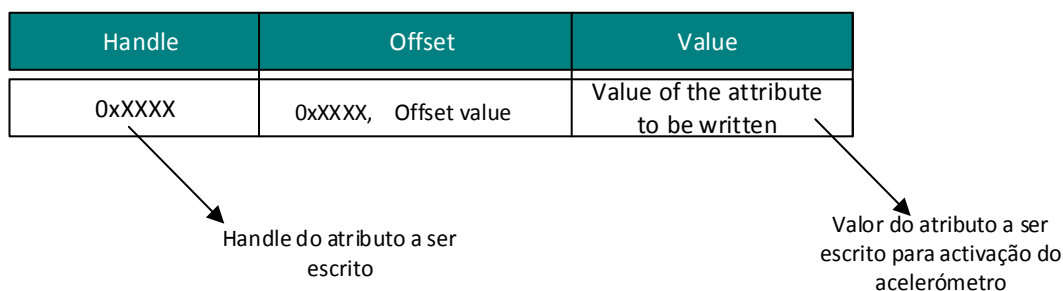 Handle Offset Value
0xXXXX 0xXXXX, Offset value Value of the attribute
to be written
Handle do atributo a ser
escrito
Valor do atributo a ser
escrito para activação do
acelerómetro